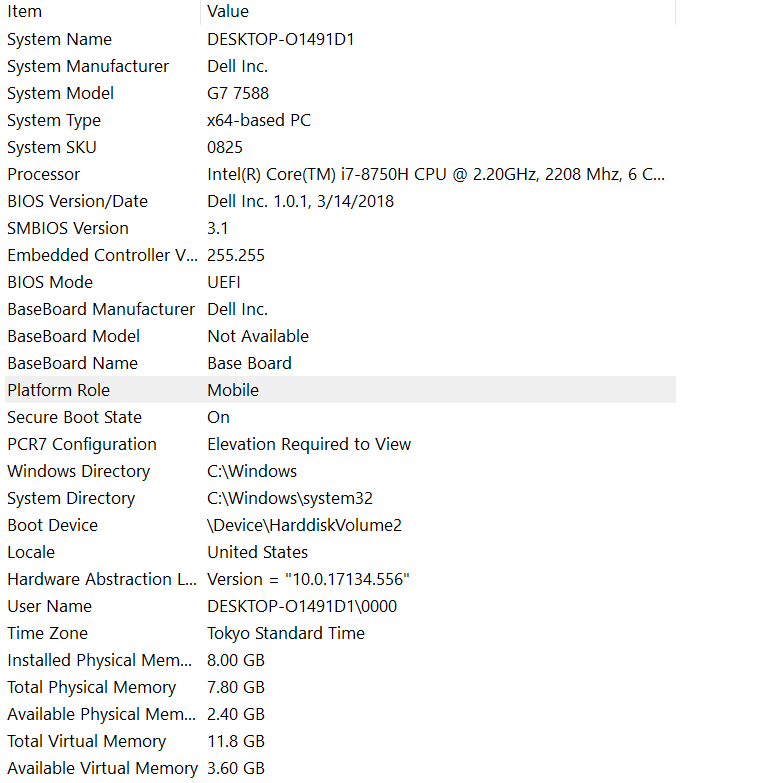 Item Value
System Name DESKTOP-O1491D1
System Manufacturer Dell Inc.
System Model G7 7588
System Type x64-based PC
System SKU 0825
Processor Intel(R) Core(TM) i7-8750H CPU @ 2.20GHz, 2208 Mhz, 6 C...
BIOS Version/Date Dell Inc. 1.0.1, 3/14/2018
SMBIOS Version 3.1
Embedded Controller V... 255.255
BIOS Mode UEFI
BaseBoard Manufacturer Dell Inc.
BaseBoard Model Not Available
BaseBoard Name Base Board
Platform Role Mobile
Secure Boot State On
PCR7 Configuration Elevation Required to View
Windows Directory C:\Windows
System Directory C:\Windows\system32
Boot Device \Device\HarddiskVolume2
Locale United States
Hardware Abstraction L... Version = "10.0.17134.556"
User Name DESKTOP-O1491D1\0000
Time Zone Tokyo Standard Time
Installed Physical Mem... 8.00 GB
Total Physical Memory 7.80 GB
Available Physical Mem... 2.40 GB
Total Virtual Memory 11.8 GB
Available Virtual Memory 3.60 GB